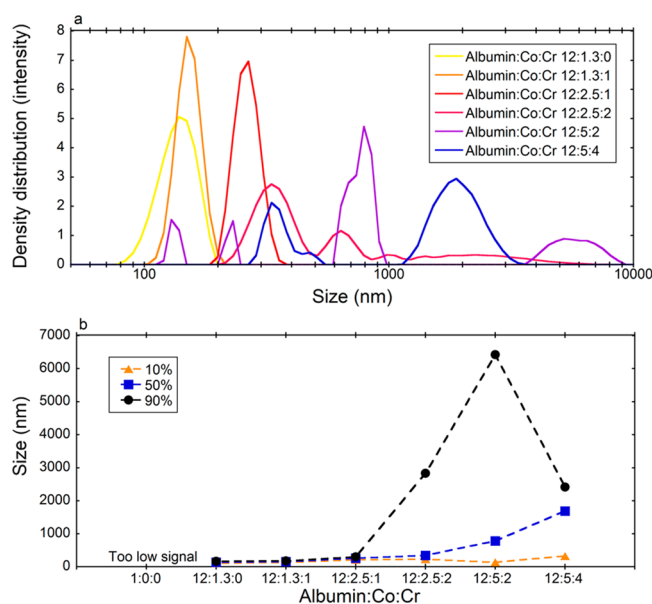 a
8
7
6
5
4
3
2
1
0
Density distribution (intensity)
Albumin:Co:Cr 12:1.3:0
Albumin:Co:Cr 12:1.3:1
Albumin:Co:Cr 12:2.5:1
Albumin:Co:Cr 12:2.5:2
Albumin:Co:Cr 12:5:2
Albumin:Co:Cr 12:5:4
100 1000 10000
Size (nm)
b
7000
6000
5000
4000
3000
2000
1000
0
Size (nm)
10%
50%
90%
Too low signal
1:0:0 12:1.3:0 12:1.3:1 12:2.5:1 12:2.5:2 12:5:2 12:5:4
Albumin:Co:Cr